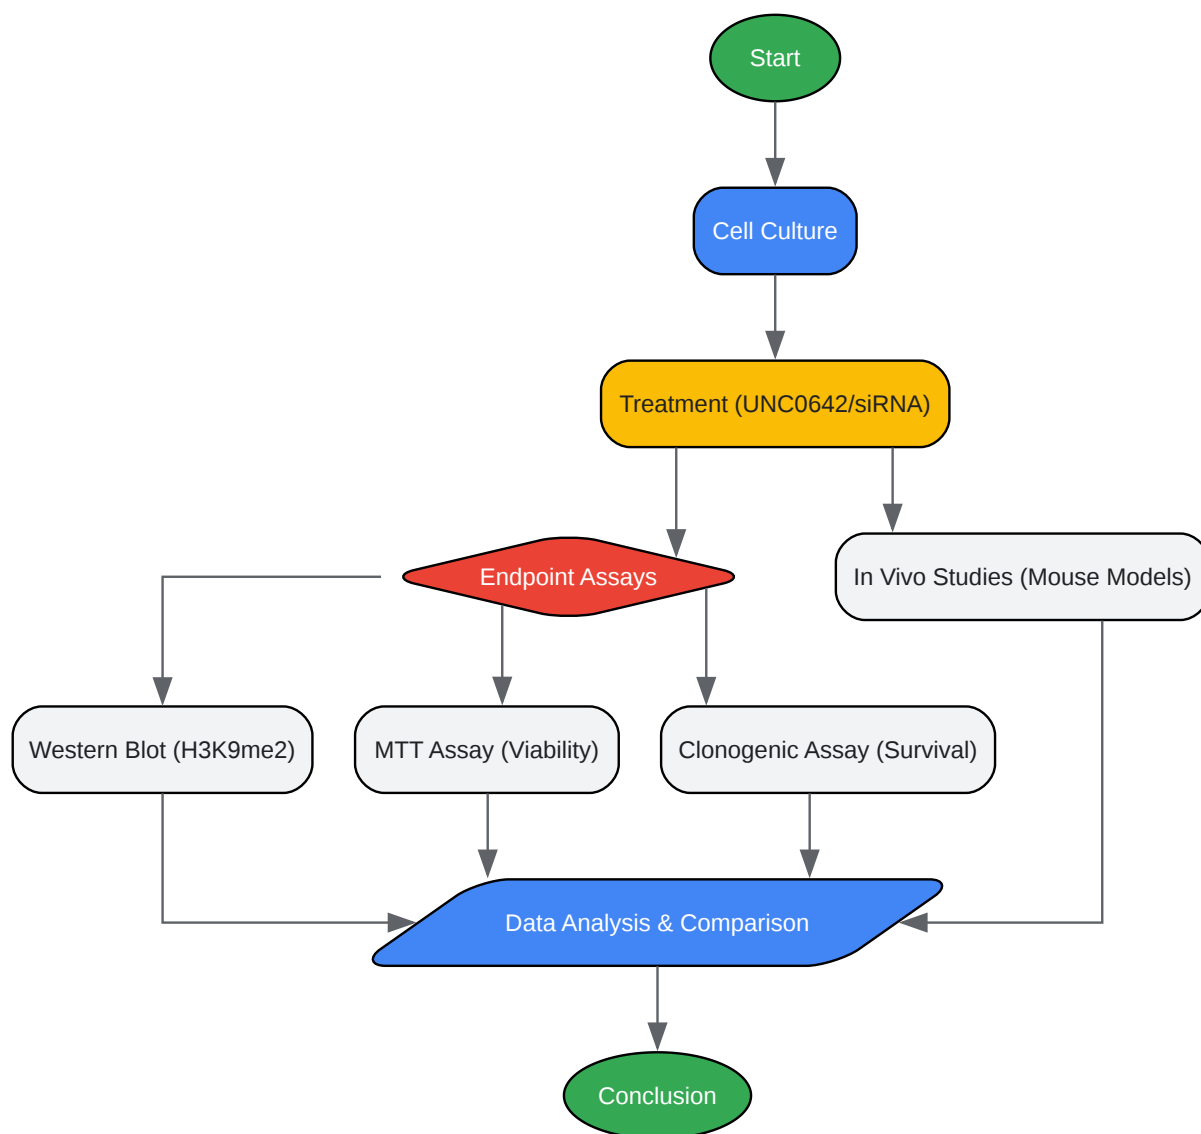 Start
Cell Culture
Treatment (UNC0642/siRNA)
Endpoint Assays
In Vivo Studies (Mouse Models)
Western Blot (H3K9me2)
MTT Assay (Viability)
Clonogenic Assay (Survival)
Data Analysis & Comparison
Conclusion